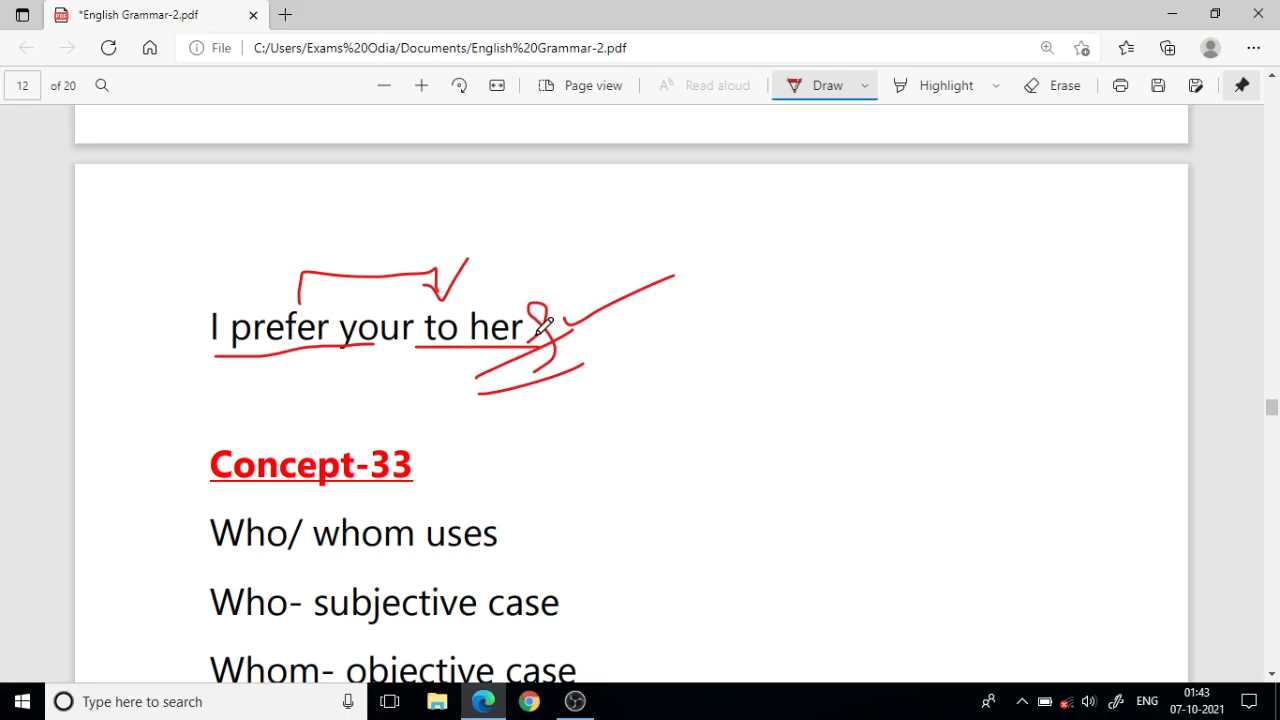 *English Grammar-2.pdf
File C:/Users/Exams%20Odia/Documents/English%20Grammar-2.pdf
12 of 20 Page view Read aloud Draw Highlight Erase
I prefer your to her s
Concept-33
Who/ whom uses
Who- subjective case
Whom- objective case
Type here to search ENG 01:43
07-10-2021